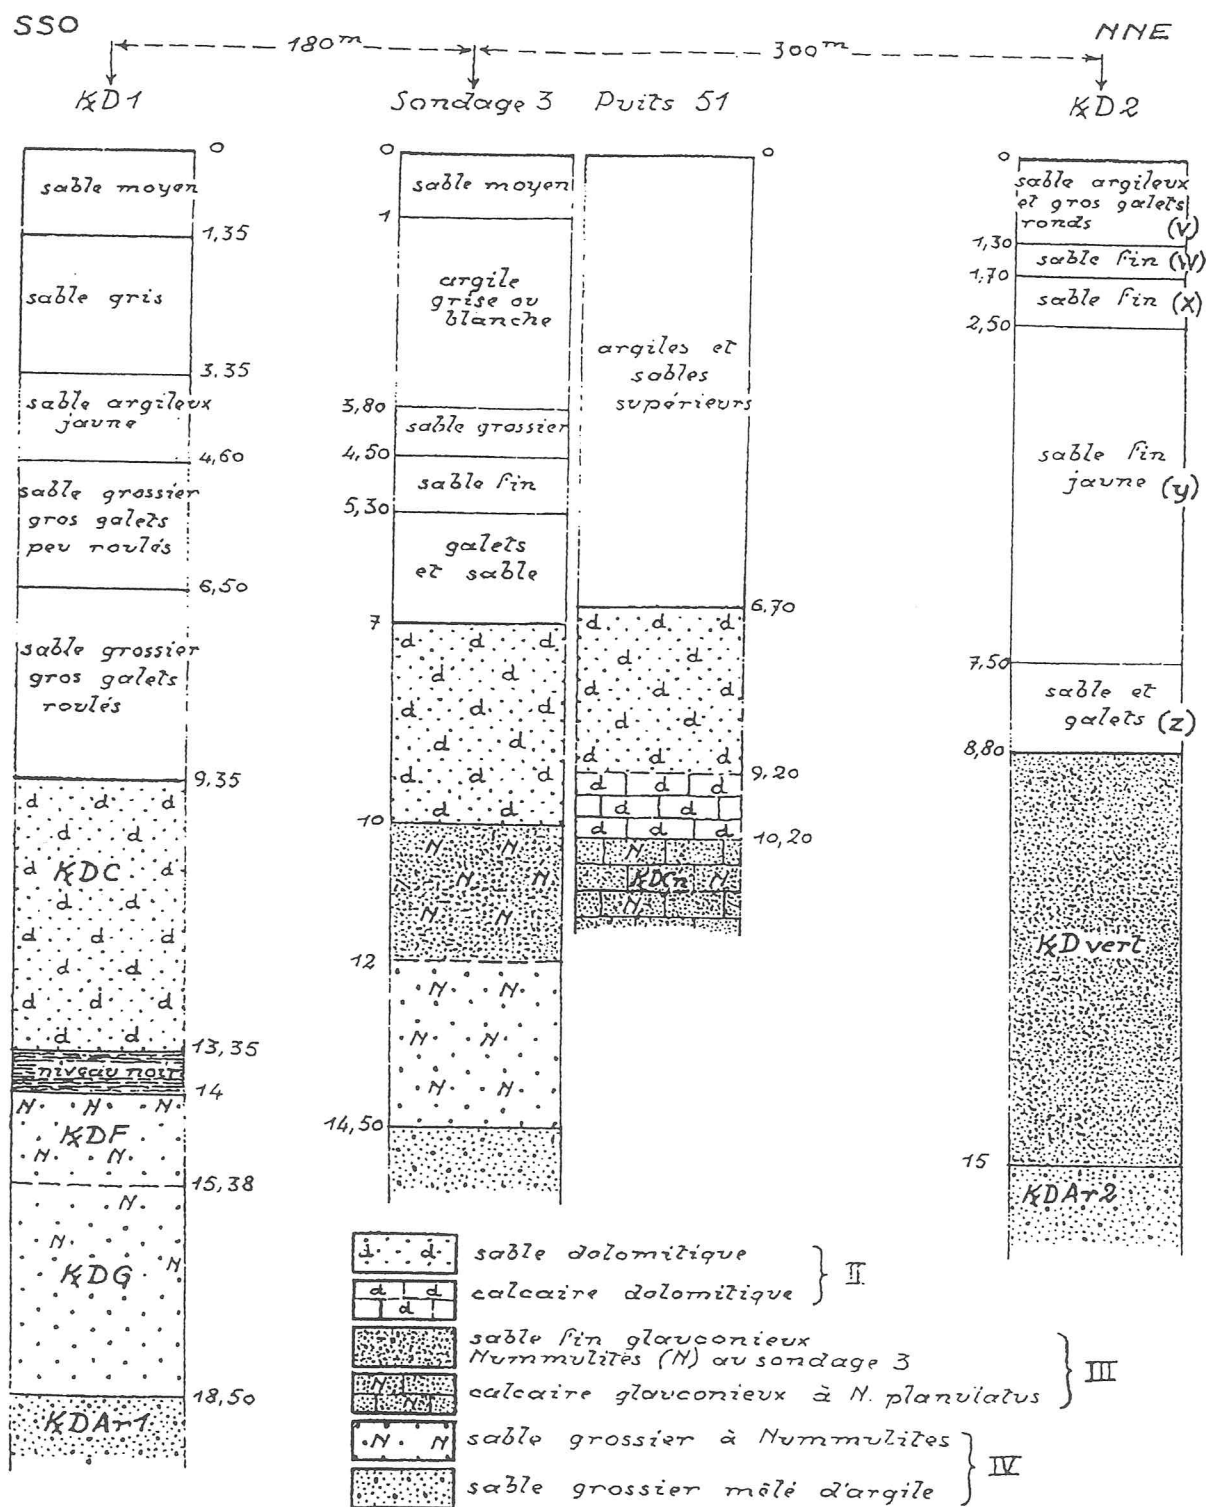 SSO
NNE
180m
300m
KD1
Sondage 3
Puits 51
KD2
0
sable moyen
1,35
sable gris
3.35
sable argileux
jaune
4,60
sable grossier
gros galets
peu roulés
6,50
sable grossier
gros galets
roulés
9,35
d d d
d d
d KDC d
d d
d d
d d
d d d
d d
13,35
niveau noir
14
N N N
KDF
N N
15,38
N
N N
KDG
18,50
KDAr1
0
sable moyen
1
argile
grise ou
blanche
3,80
sable grossier
4,50
sable fin
5,30
galets
et sable
7
d d d
d d
d d d
d d
d d d
d d
10
N N
N N
N N
12
N N
N N
N N
14,50
0
argiles et
sables
supérieurs
6,70
d d d
d d
d d d
d d
d d d
9,20
d d
d d
d d d
10,20
N
KDCn N
N
0
sable argileux
et gros galets
ronds (v)
1,30
sable fin (w)
1,70
sable fin (x)
2,50
sable fin
jaune (y)
7,50
sable et
galets (z)
8,80
KDvert
15
KDAr2
d d
sable dolomitique
d d
d
calcaire dolomitique
II
sable fin glauconieux
Nummulites (N) au sondage 3
N
N
calcaire glauconieux à N. planulatus
III
N N
sable grossier à Nummulites
sable grossier mêlé d'argile
IV